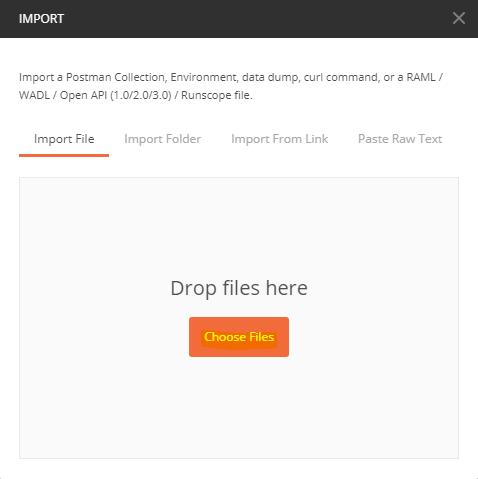 IMPORT
Import a Postman Collection, Environment, data dump, curl command, or a RAML /
WADL / Open API (1.0/2.0/3.0) / Runscope file.
Import File Import Folder Import From Link Paste Raw Text
Drop files here
Choose Files